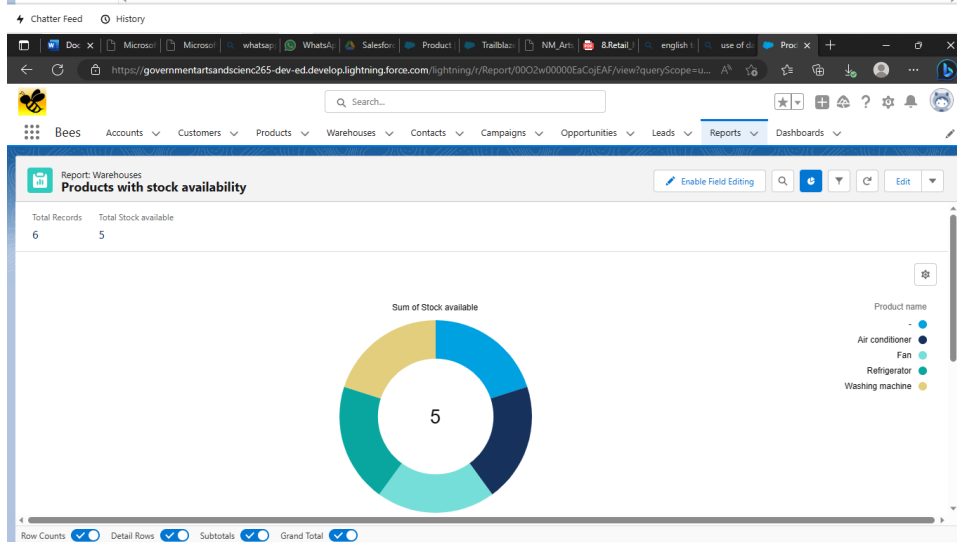 Chatter Feed History
Doc Microsof Microsof whatsap WhatsA Salesforc Product Trailblaz NM_Arts 8.Retail_ english t use of da Proc
https://governmentartsandscienc265-dev-ed.develop.lightning.force.com/lightning/r/Report/00O2w00000EaCojEAF/view?queryScope=u...
Search...
Bees Accounts Customers Products Warehouses Contacts Campaigns Opportunities Leads Reports Dashboards
Report: Warehouses
Products with stock availability
Enable Field Editing Edit
Total Records Total Stock available
6 5
Sum of Stock available
5
Product name
-
Air conditioner
Fan
Refrigerator
Washing machine
Row Counts Detail Rows Subtotals Grand Total